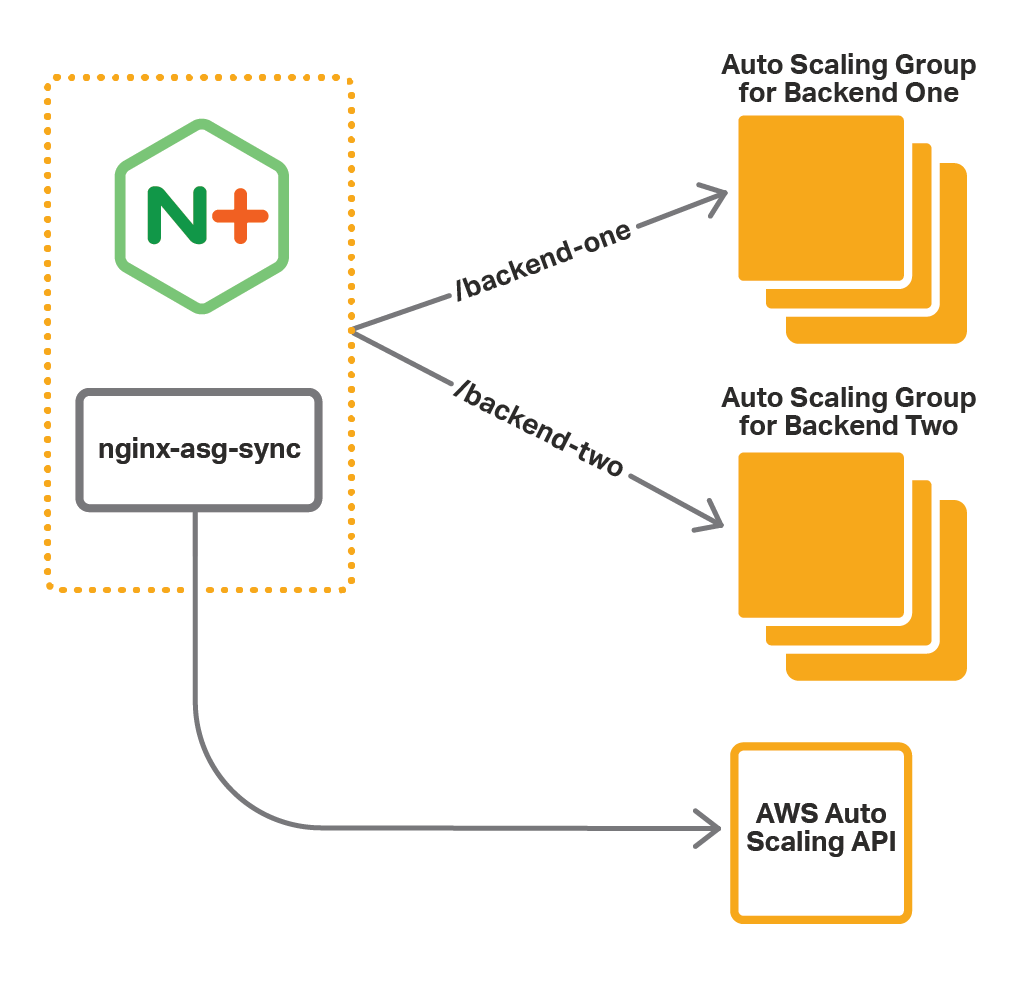 Auto Scaling Group
for Backend One
N+
/backend-one
/backend-two
Auto Scaling Group
for Backend Two
nginx-asg-sync
AWS Auto
Scaling API